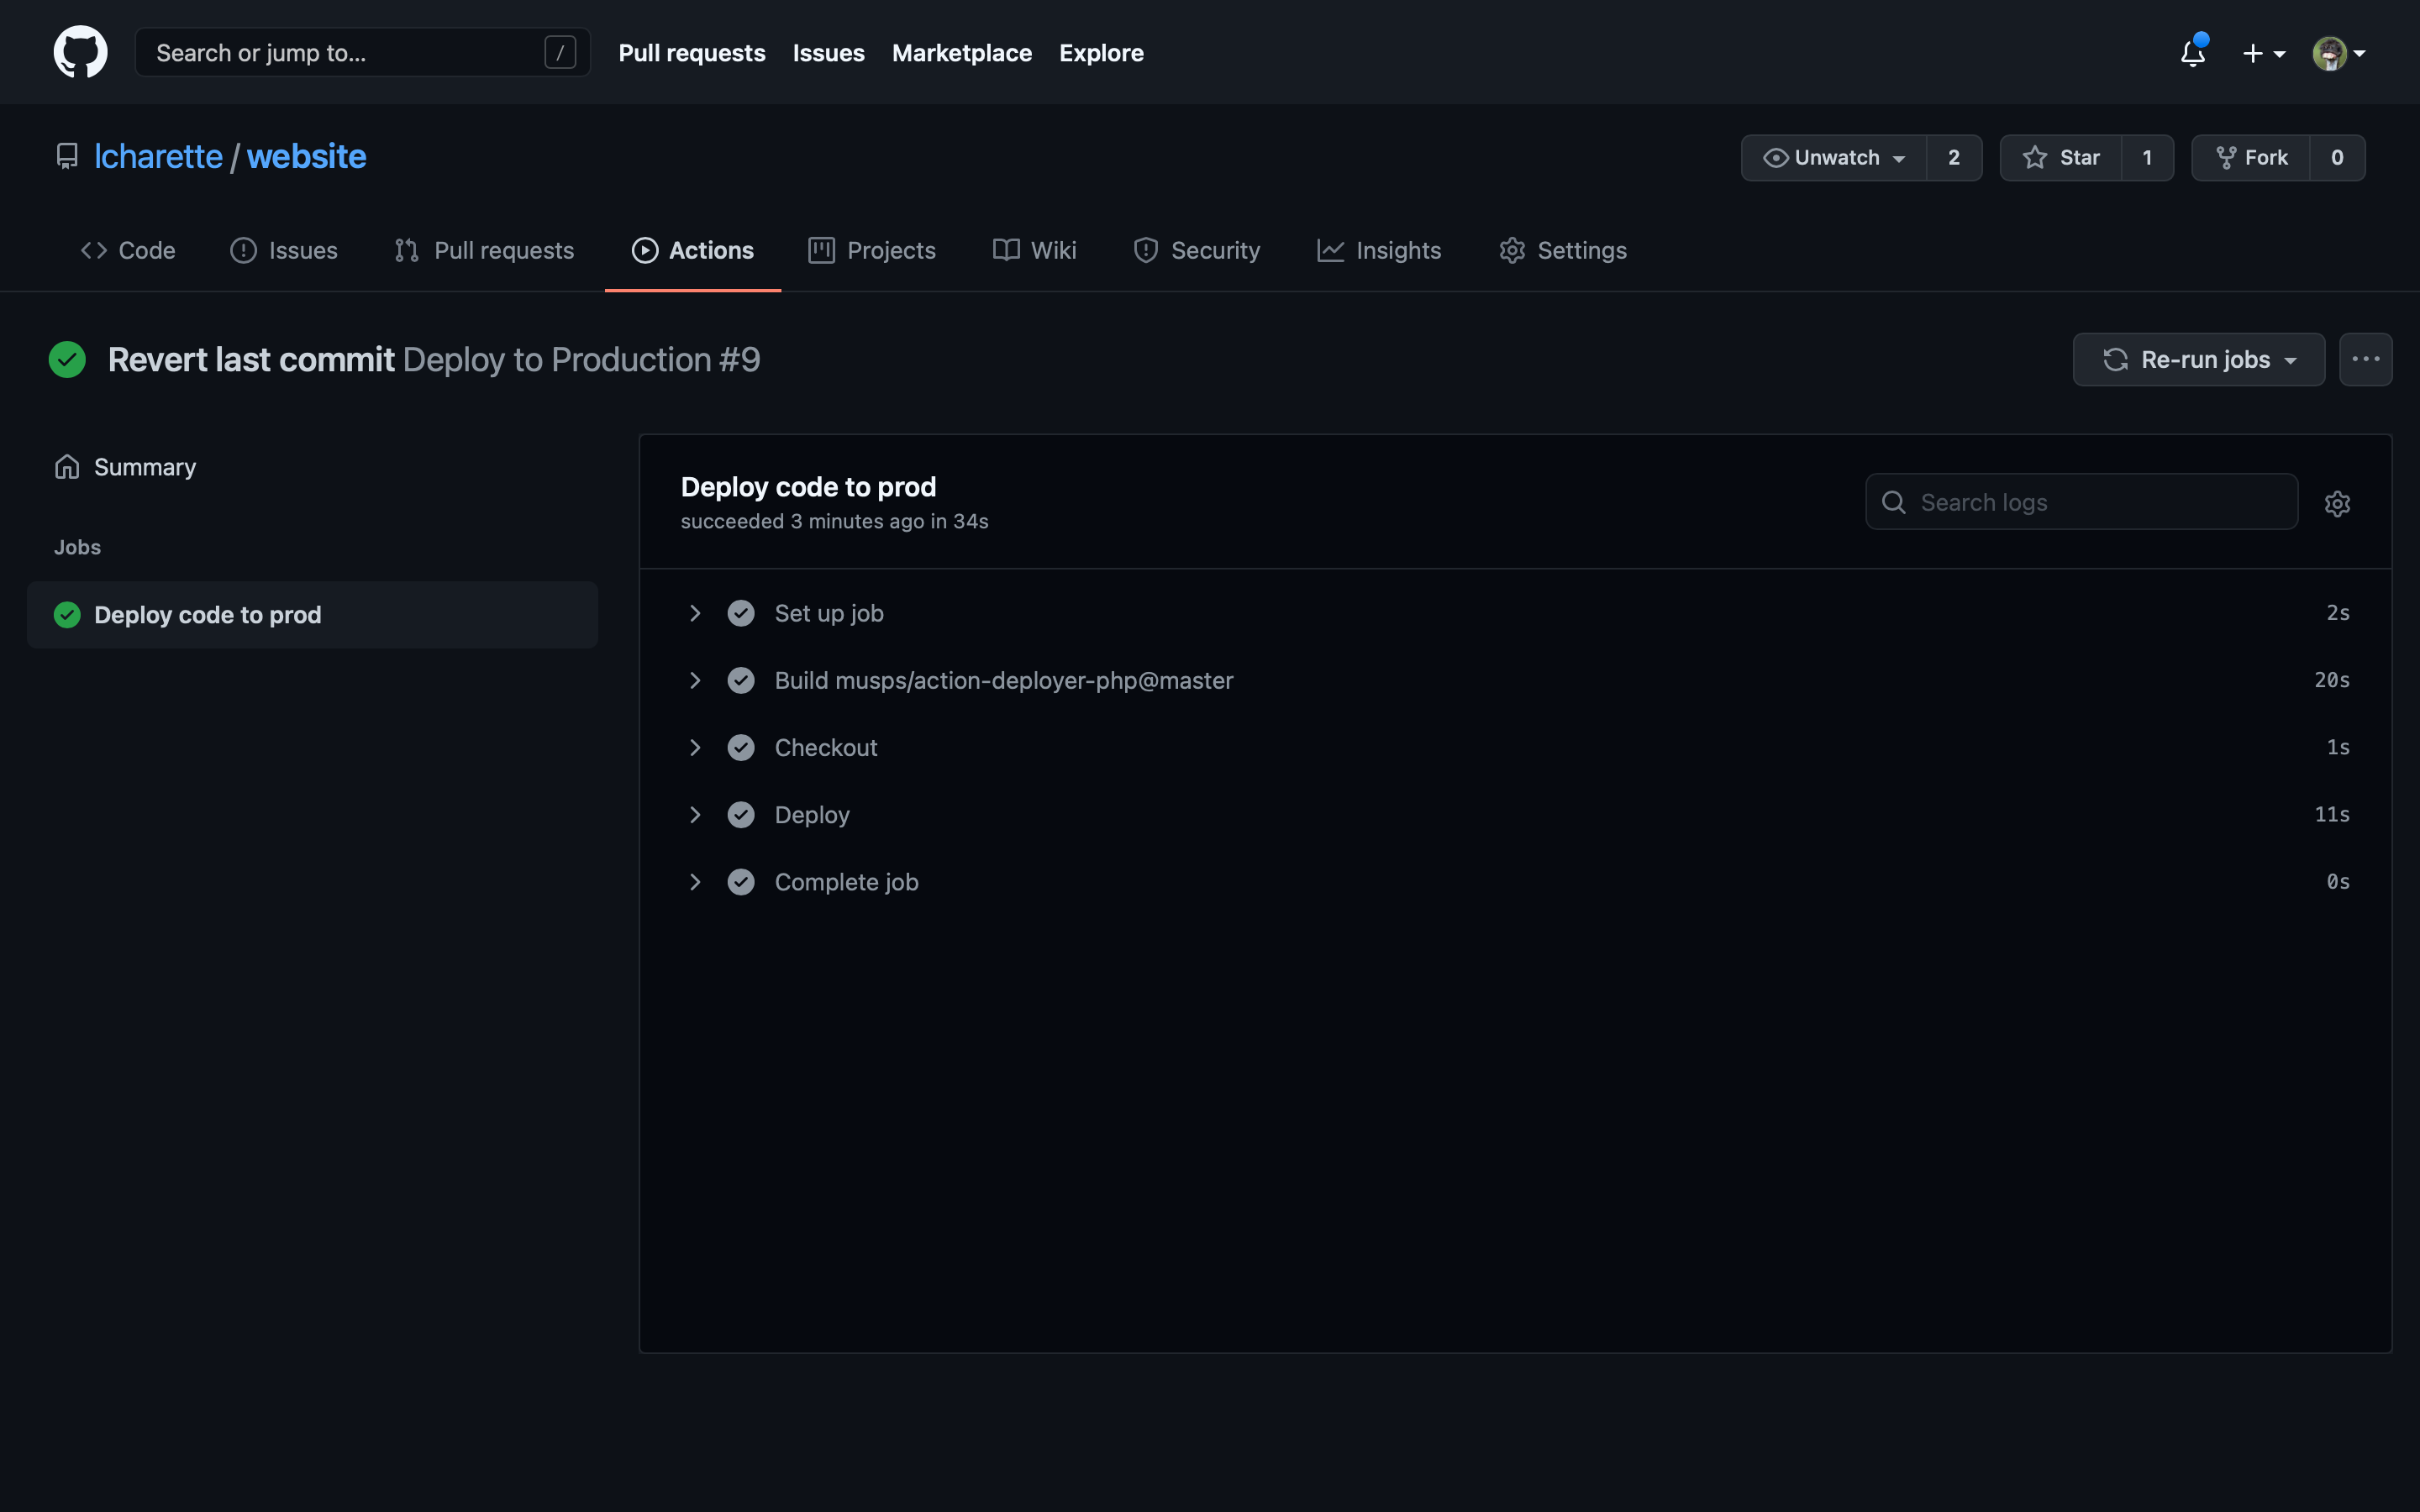 Search or jump to... /
Pull requests Issues Marketplace Explore
lcharette / website
Unwatch 2 Star 1 Fork 0
Code Issues Pull requests Actions Projects Wiki Security Insights Settings
Revert last commit Deploy to Production #9
Re-run jobs
Summary
Jobs
Deploy code to prod
Deploy code to prod
succeeded 3 minutes ago in 34s
Search logs
Set up job 2s
Build musps/action-deployer-php@master 20s
Checkout 1s
Deploy 11s
Complete job 0s